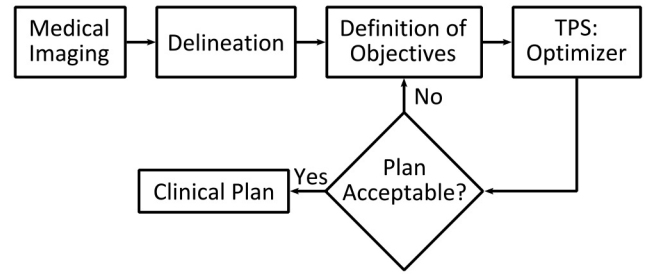 Medical
Imaging
Delineation
Definition of
Objectives
TPS:
Optimizer
No
Plan
Acceptable?
Yes
Clinical Plan